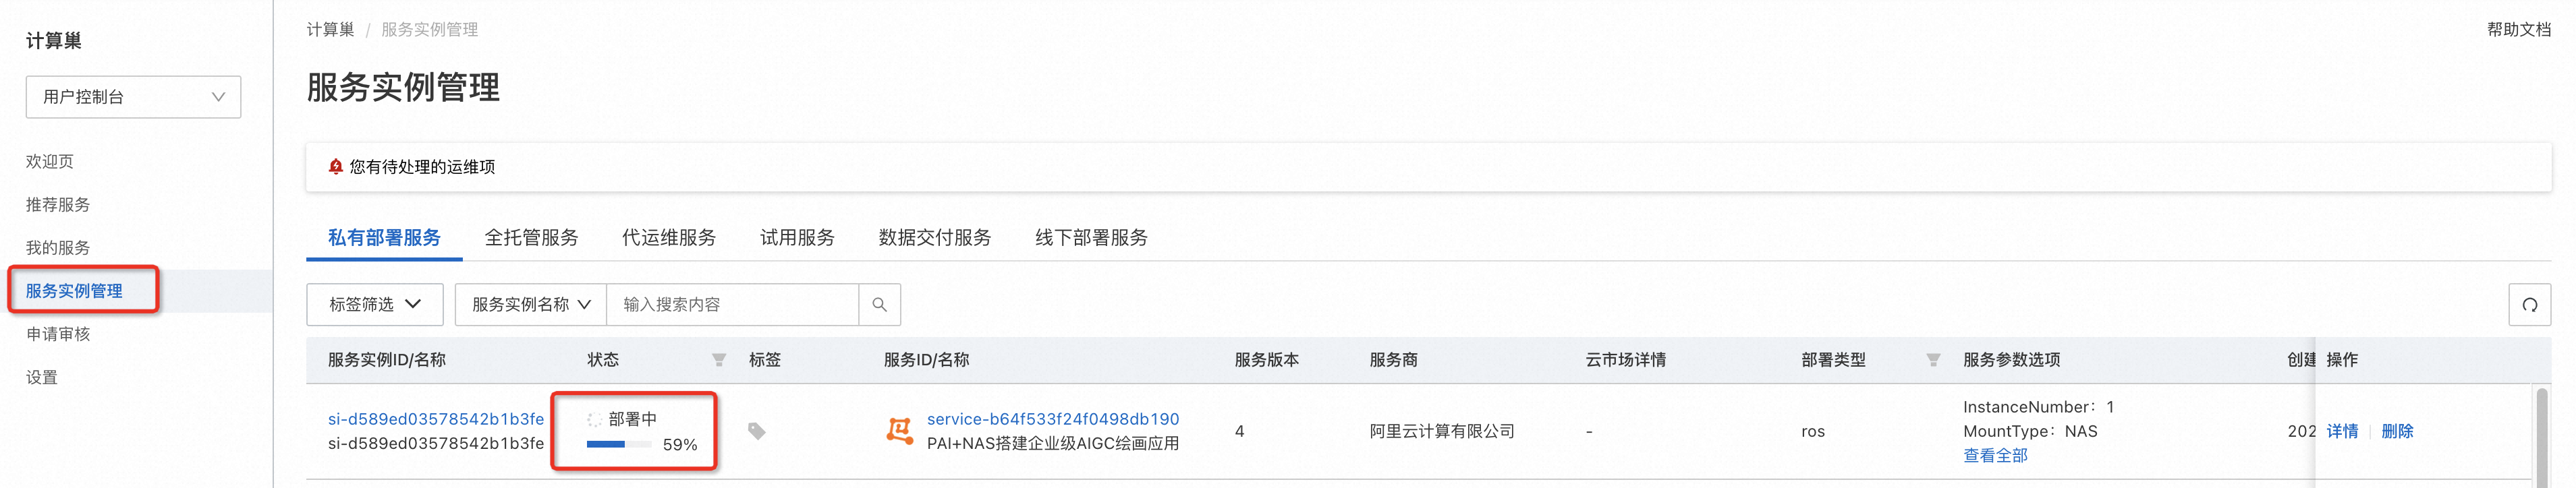 计算巢
用户控制台
欢迎页
推荐服务
我的服务
服务实例管理
申请审核
设置
计算巢 / 服务实例管理
帮助文档
服务实例管理
您有待处理的运维项
私有部署服务 全托管服务 代运维服务 试用服务 数据交付服务 线下部署服务
标签筛选 服务实例名称 输入搜索内容
服务实例ID/名称 状态 标签 服务ID/名称 服务版本 服务商 云市场详情 部署类型 服务参数选项 创建 操作
si-d589ed03578542b1b3fe
si-d589ed03578542b1b3fe
部署中
59%
service-b64f533f24f0498db190
PAI+NAS搭建企业级AIGC绘画应用
4
阿里云计算有限公司
-
ros
InstanceNumber：1
MountType：NAS
查看全部
202
详情 | 删除